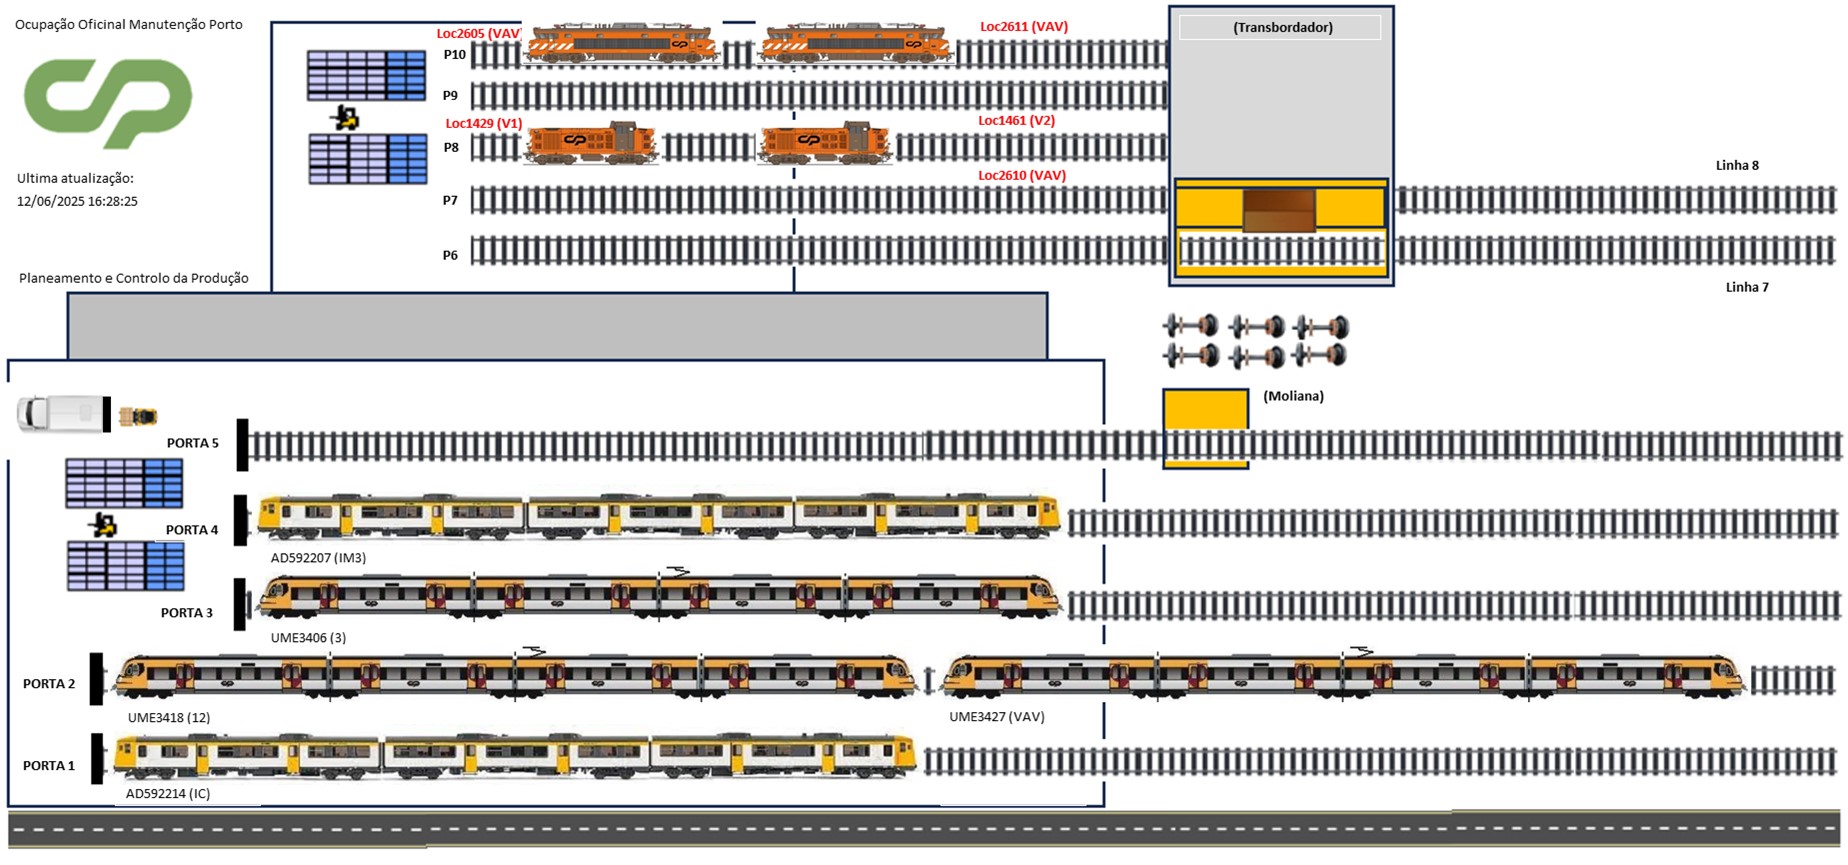 Ocupação Oficinal Manutenção Porto
CP
Ultima atualização:
12/06/2025 16:28:25
Planeamento e Controlo da Produção
Loc2605 (VAV)
Loc2611 (VAV)
P10
P9
Loc1429 (V1)
Loc1461 (V2)
P8
Loc2610 (VAV)
P7
P6
(Transbordador)
Linha 8
Linha 7
(Moliana)
PORTA 5
PORTA 4
AD592207 (IM3)
PORTA 3
UME3406 (3)
PORTA 2
UME3418 (12)
UME3427 (VAV)
PORTA 1
AD592214 (IC)